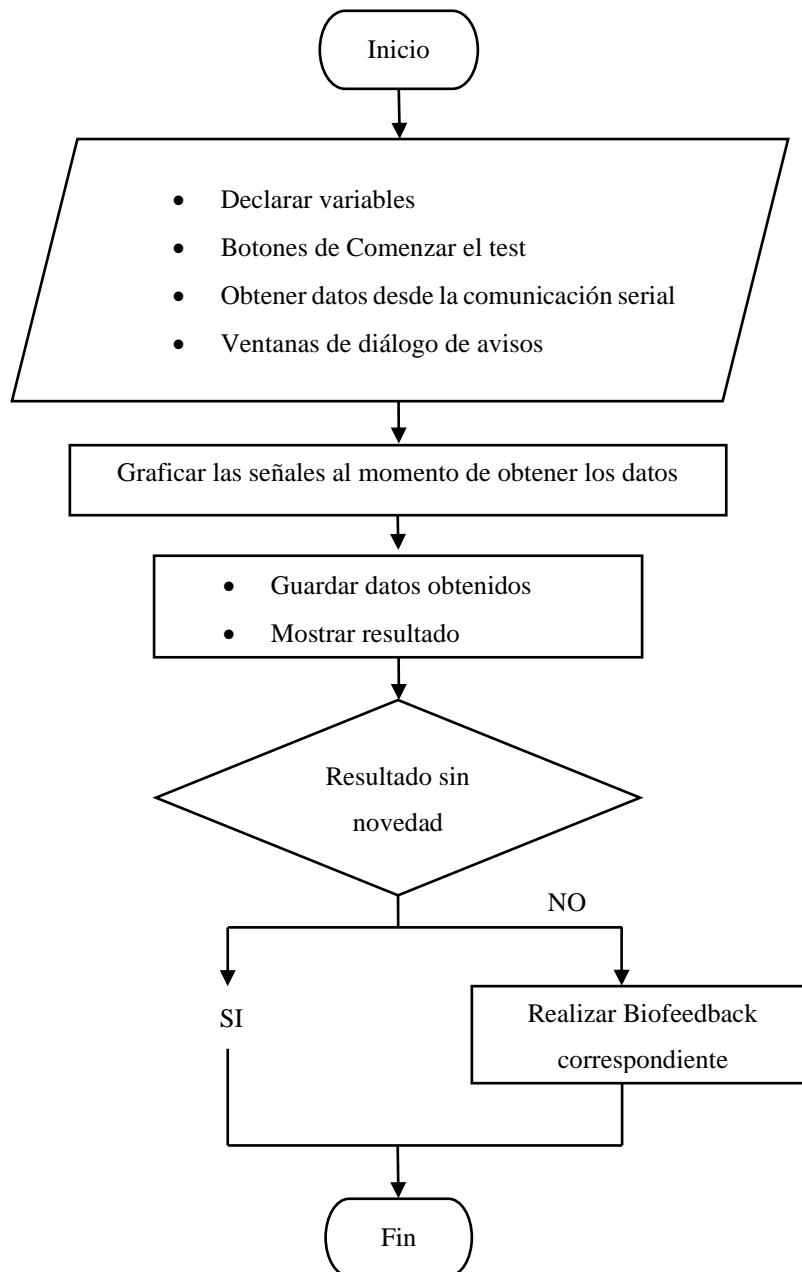 Inicio
• Declarar variables
• Botones de Comenzar el test
• Obtener datos desde la comunicación serial
• Ventanas de diálogo de avisos
Graficar las señales al momento de obtener los datos
• Guardar datos obtenidos
• Mostrar resultado
Resultado sin
novedad
NO
SI
Realizar Biofeedback
correspondiente
Fin